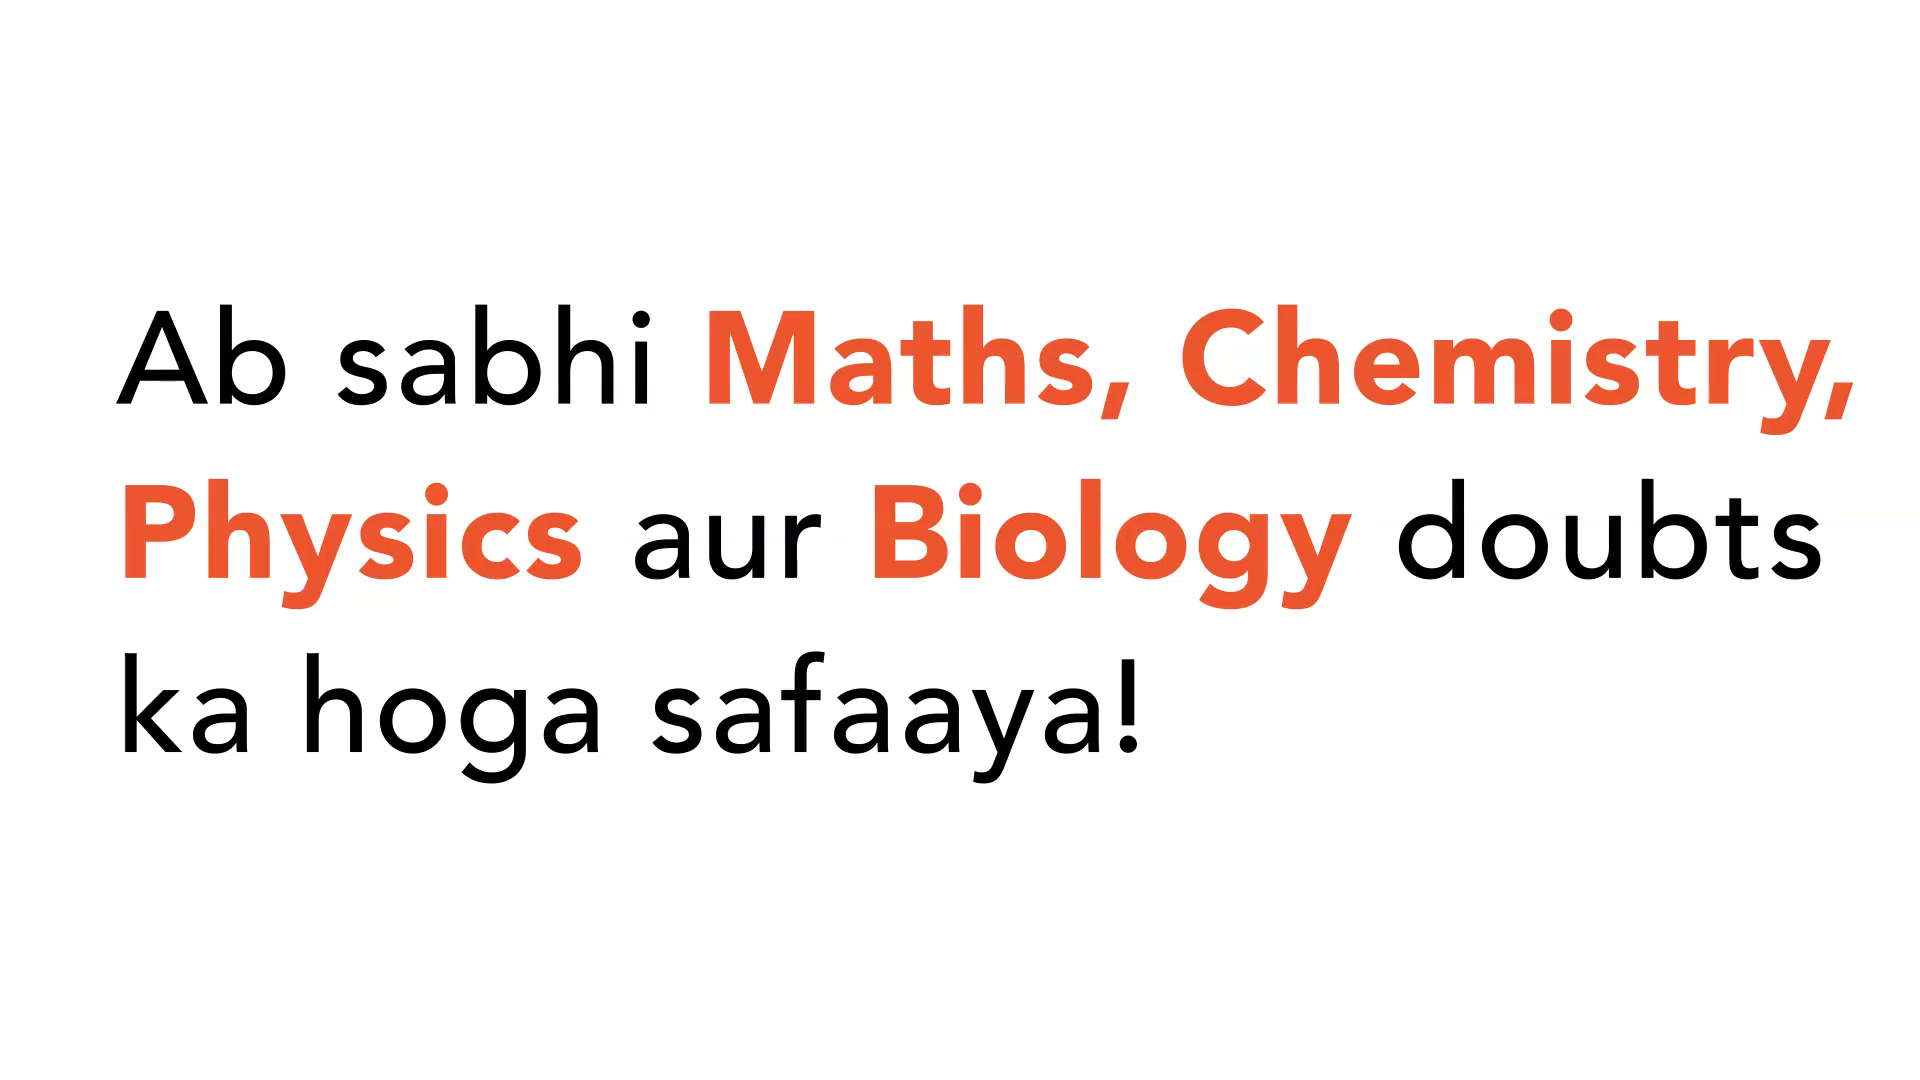 Ab sabhi Maths, Chemistry,
Physics aur Biology doubts
ka hoga safaaya!